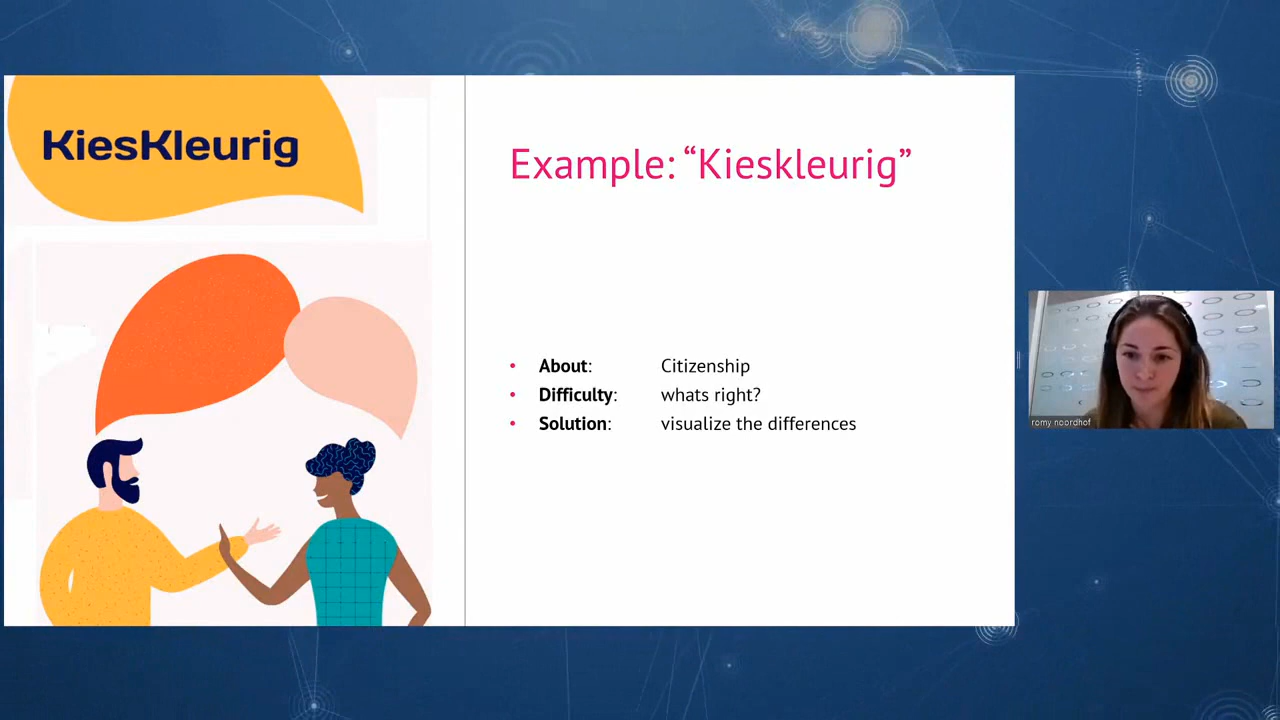 KiesKleurig
Example: “Kieskleurig”
• About: Citizenship
• Difficulty: whats right?
• Solution: visualize the differences
romy noordhof